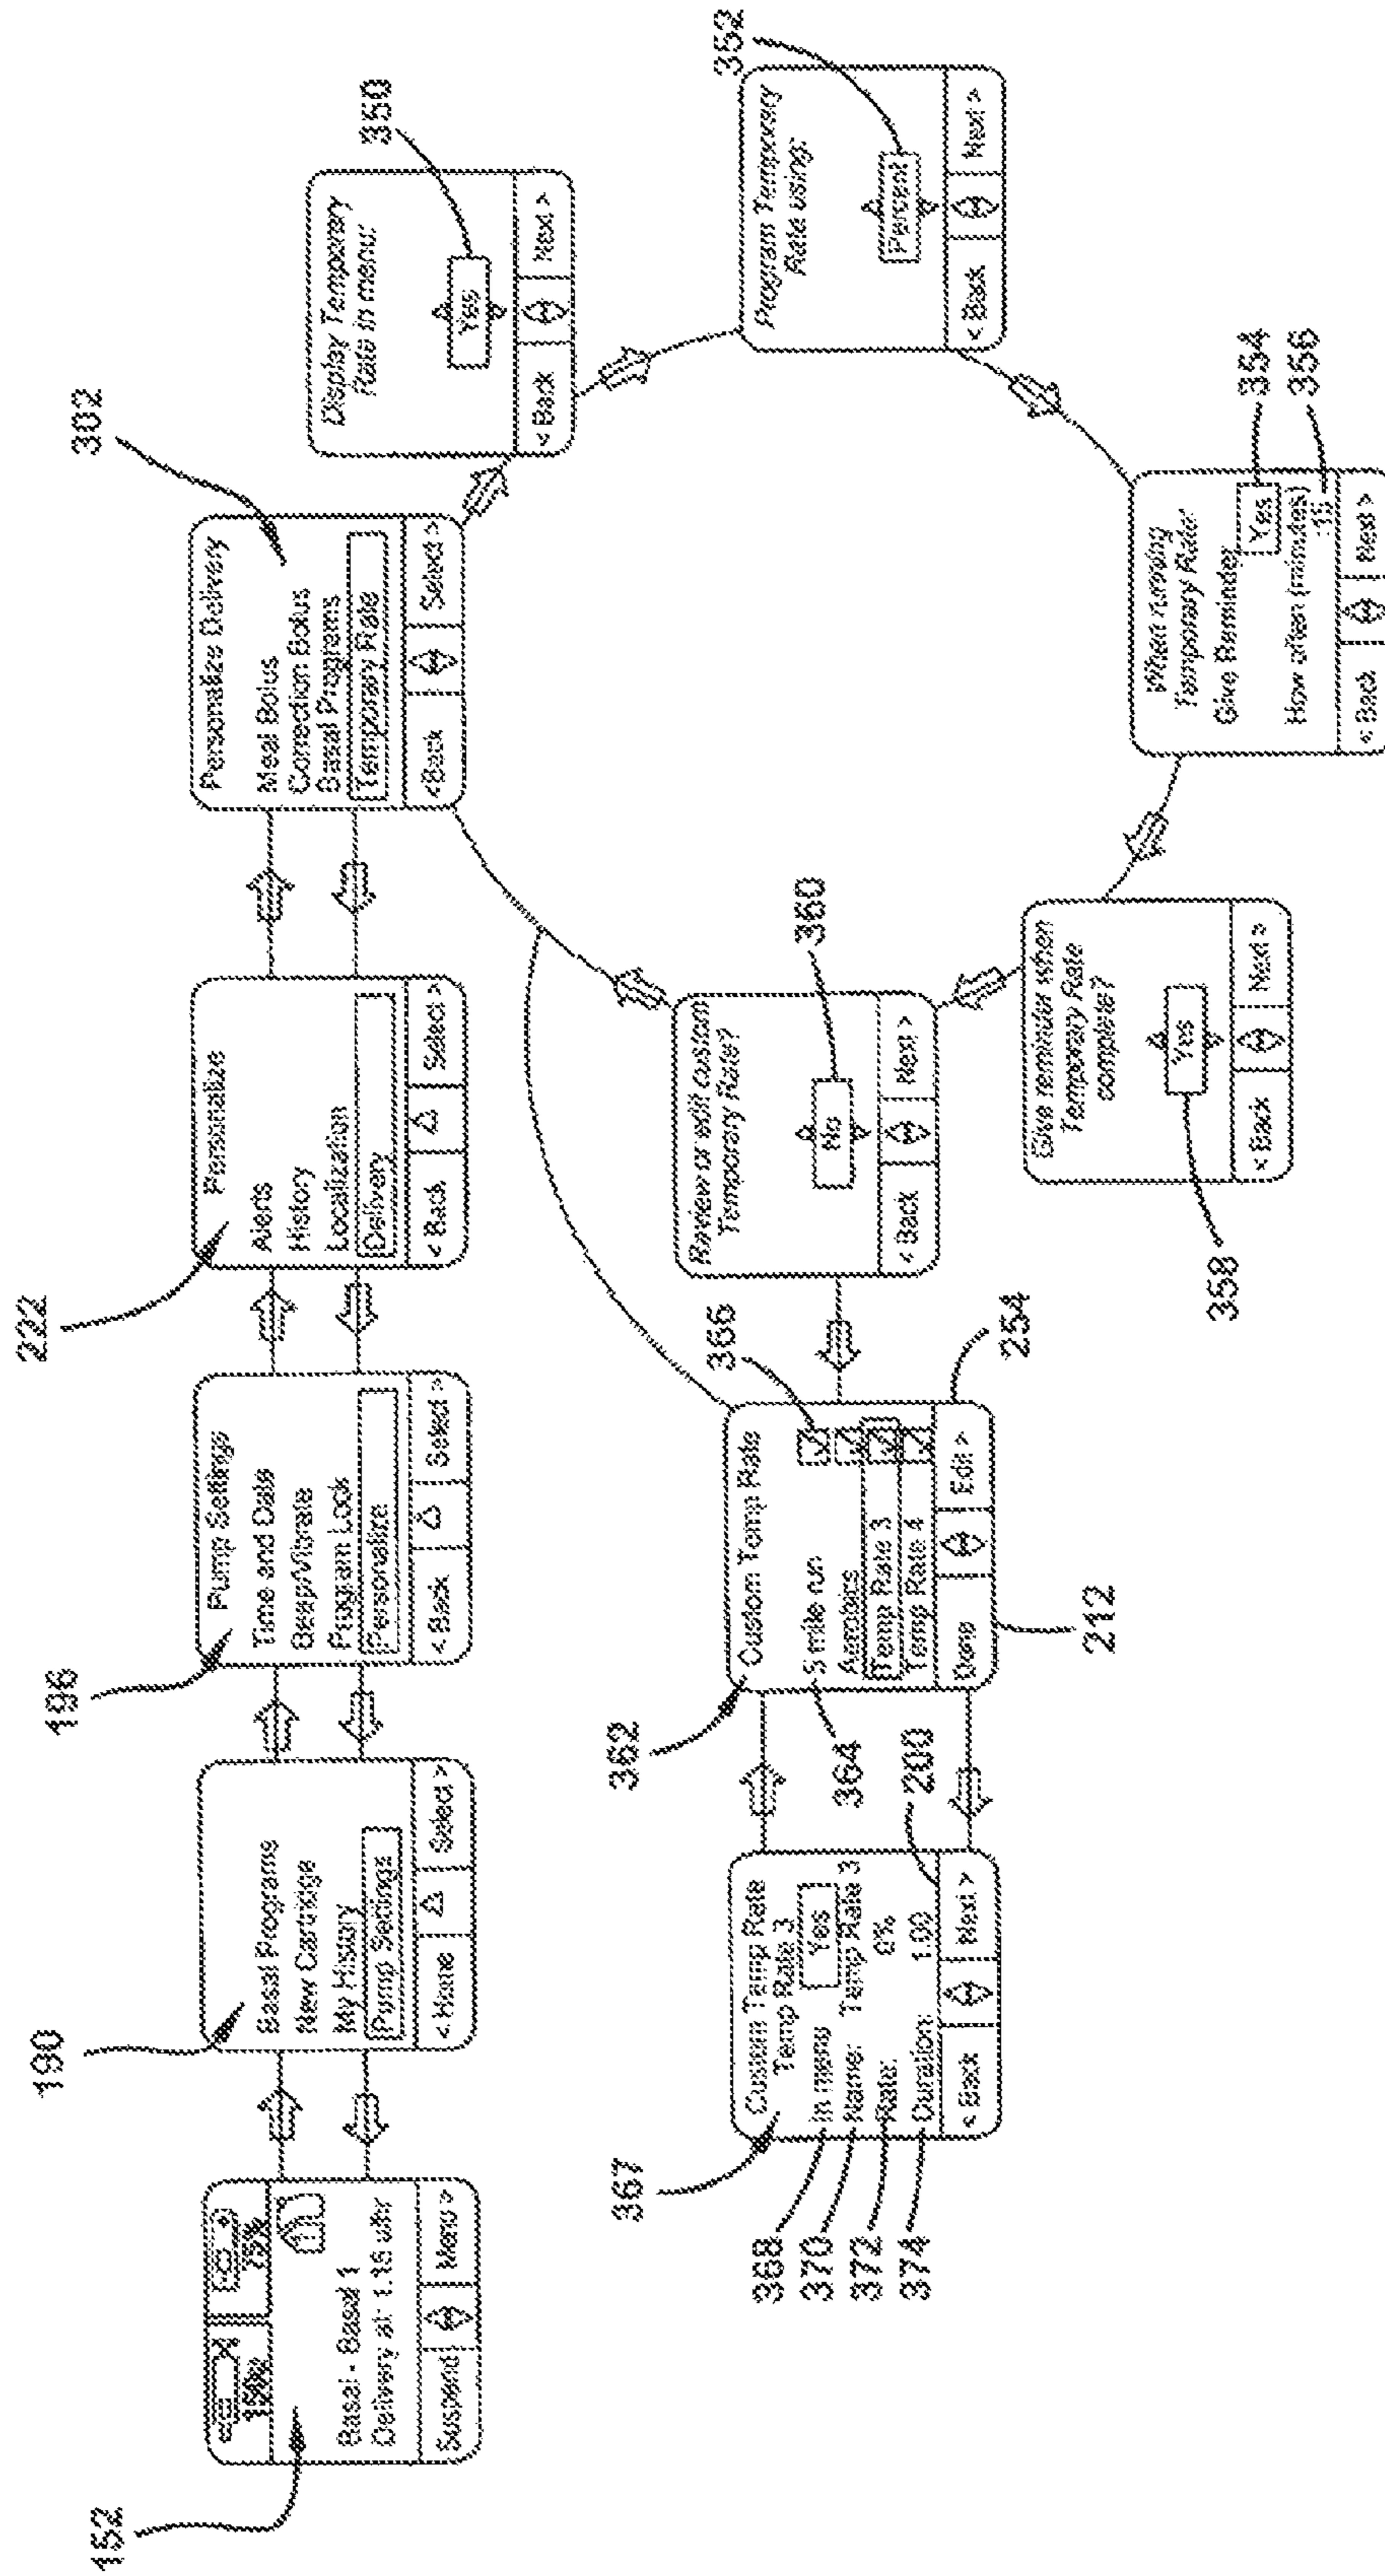 152
150u
75%
Basal - Basal 1
Delivery at: 1.15 u/hr
Suspend
Menu >
190
Basal Programs
New Cartridge
My History
Pump Settings
< Home
Select >
196
Pump Settings
Time and Date
Beep/Vibrate
Program Lock
Personalize
< Back
Select >
222
Personalize
Alerts
History
Localization
Delivery
< Back
Select >
302
Personalize Delivery
Meal Bolus
Correction Bolus
Basal Programs
Temporary Rate
<Back
Select >
350
Display Temporary
Rate in menu:
Yes
< Back
Next >
352
Program Temporary
Rate using:
Percent
< Back
Next >
354
356
When running
Temporary Rate:
Give Reminder
Yes
How often (minutes)
:15
< Back
Next >
358
Give reminder when
Temporary Rate
complete?
Yes
< Back
Next >
360
Review or edit custom
Temporary Rate?
No
< Back
Next >
362
364
366
Custom Temp Rate
5 mile run
Aerobics
Temp Rate 3
Temp Rate 4
Done
Edit >
212
254
367
Custom Temp Rate
Temp Rate 3
368
In menu
Yes
370
Name:
Temp Rate 3
372
Rate:
0%
374
Duration:
1:00
< Back
Next >
200